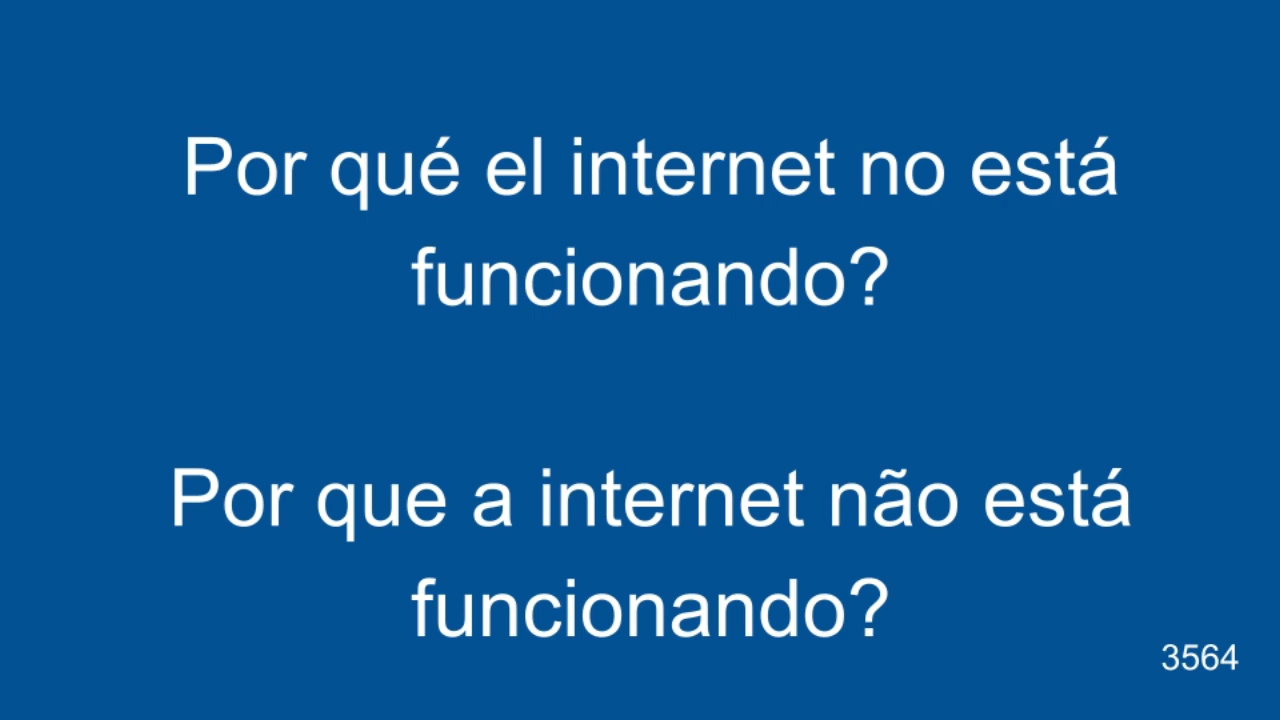 Por qué el internet no está
funcionando?
Por que a internet não está
funcionando?
3564